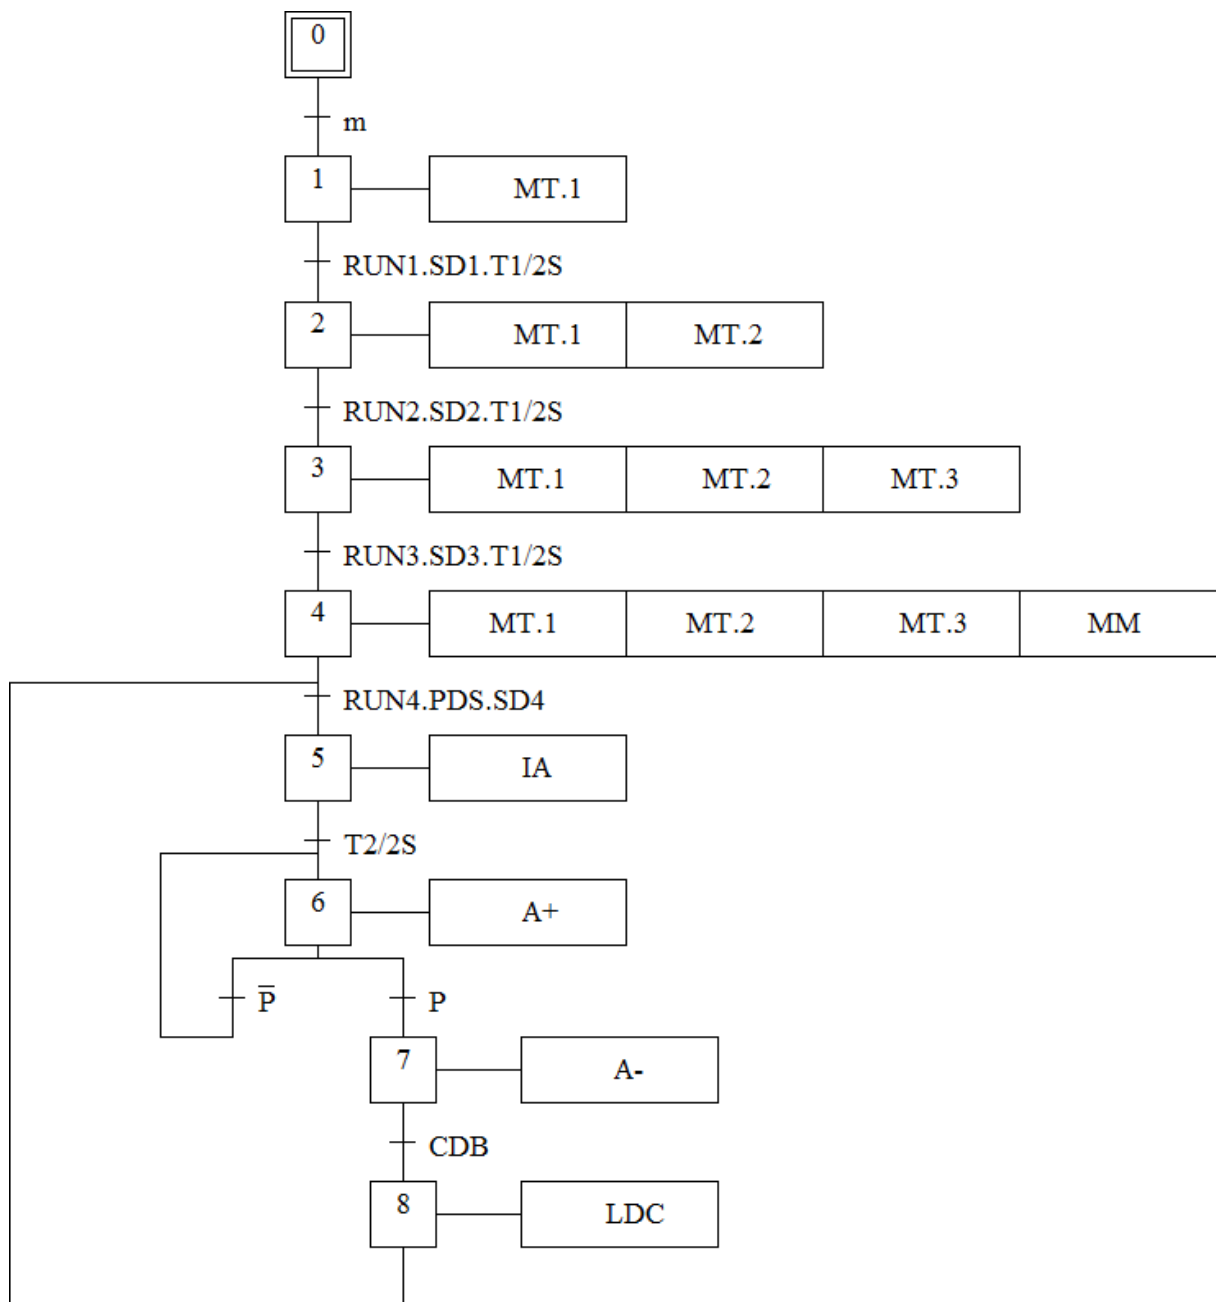 0
m
1 MT.1
RUN1.SD1.T1/2S
2 MT.1 MT.2
RUN2.SD2.T1/2S
3 MT.1 MT.2 MT.3
RUN3.SD3.T1/2S
4 MT.1 MT.2 MT.3 MM
RUN4.PDS.SD4
5 IA
T2/2S
6 A+
P̅ P
7 A-
CDB
8 LDC